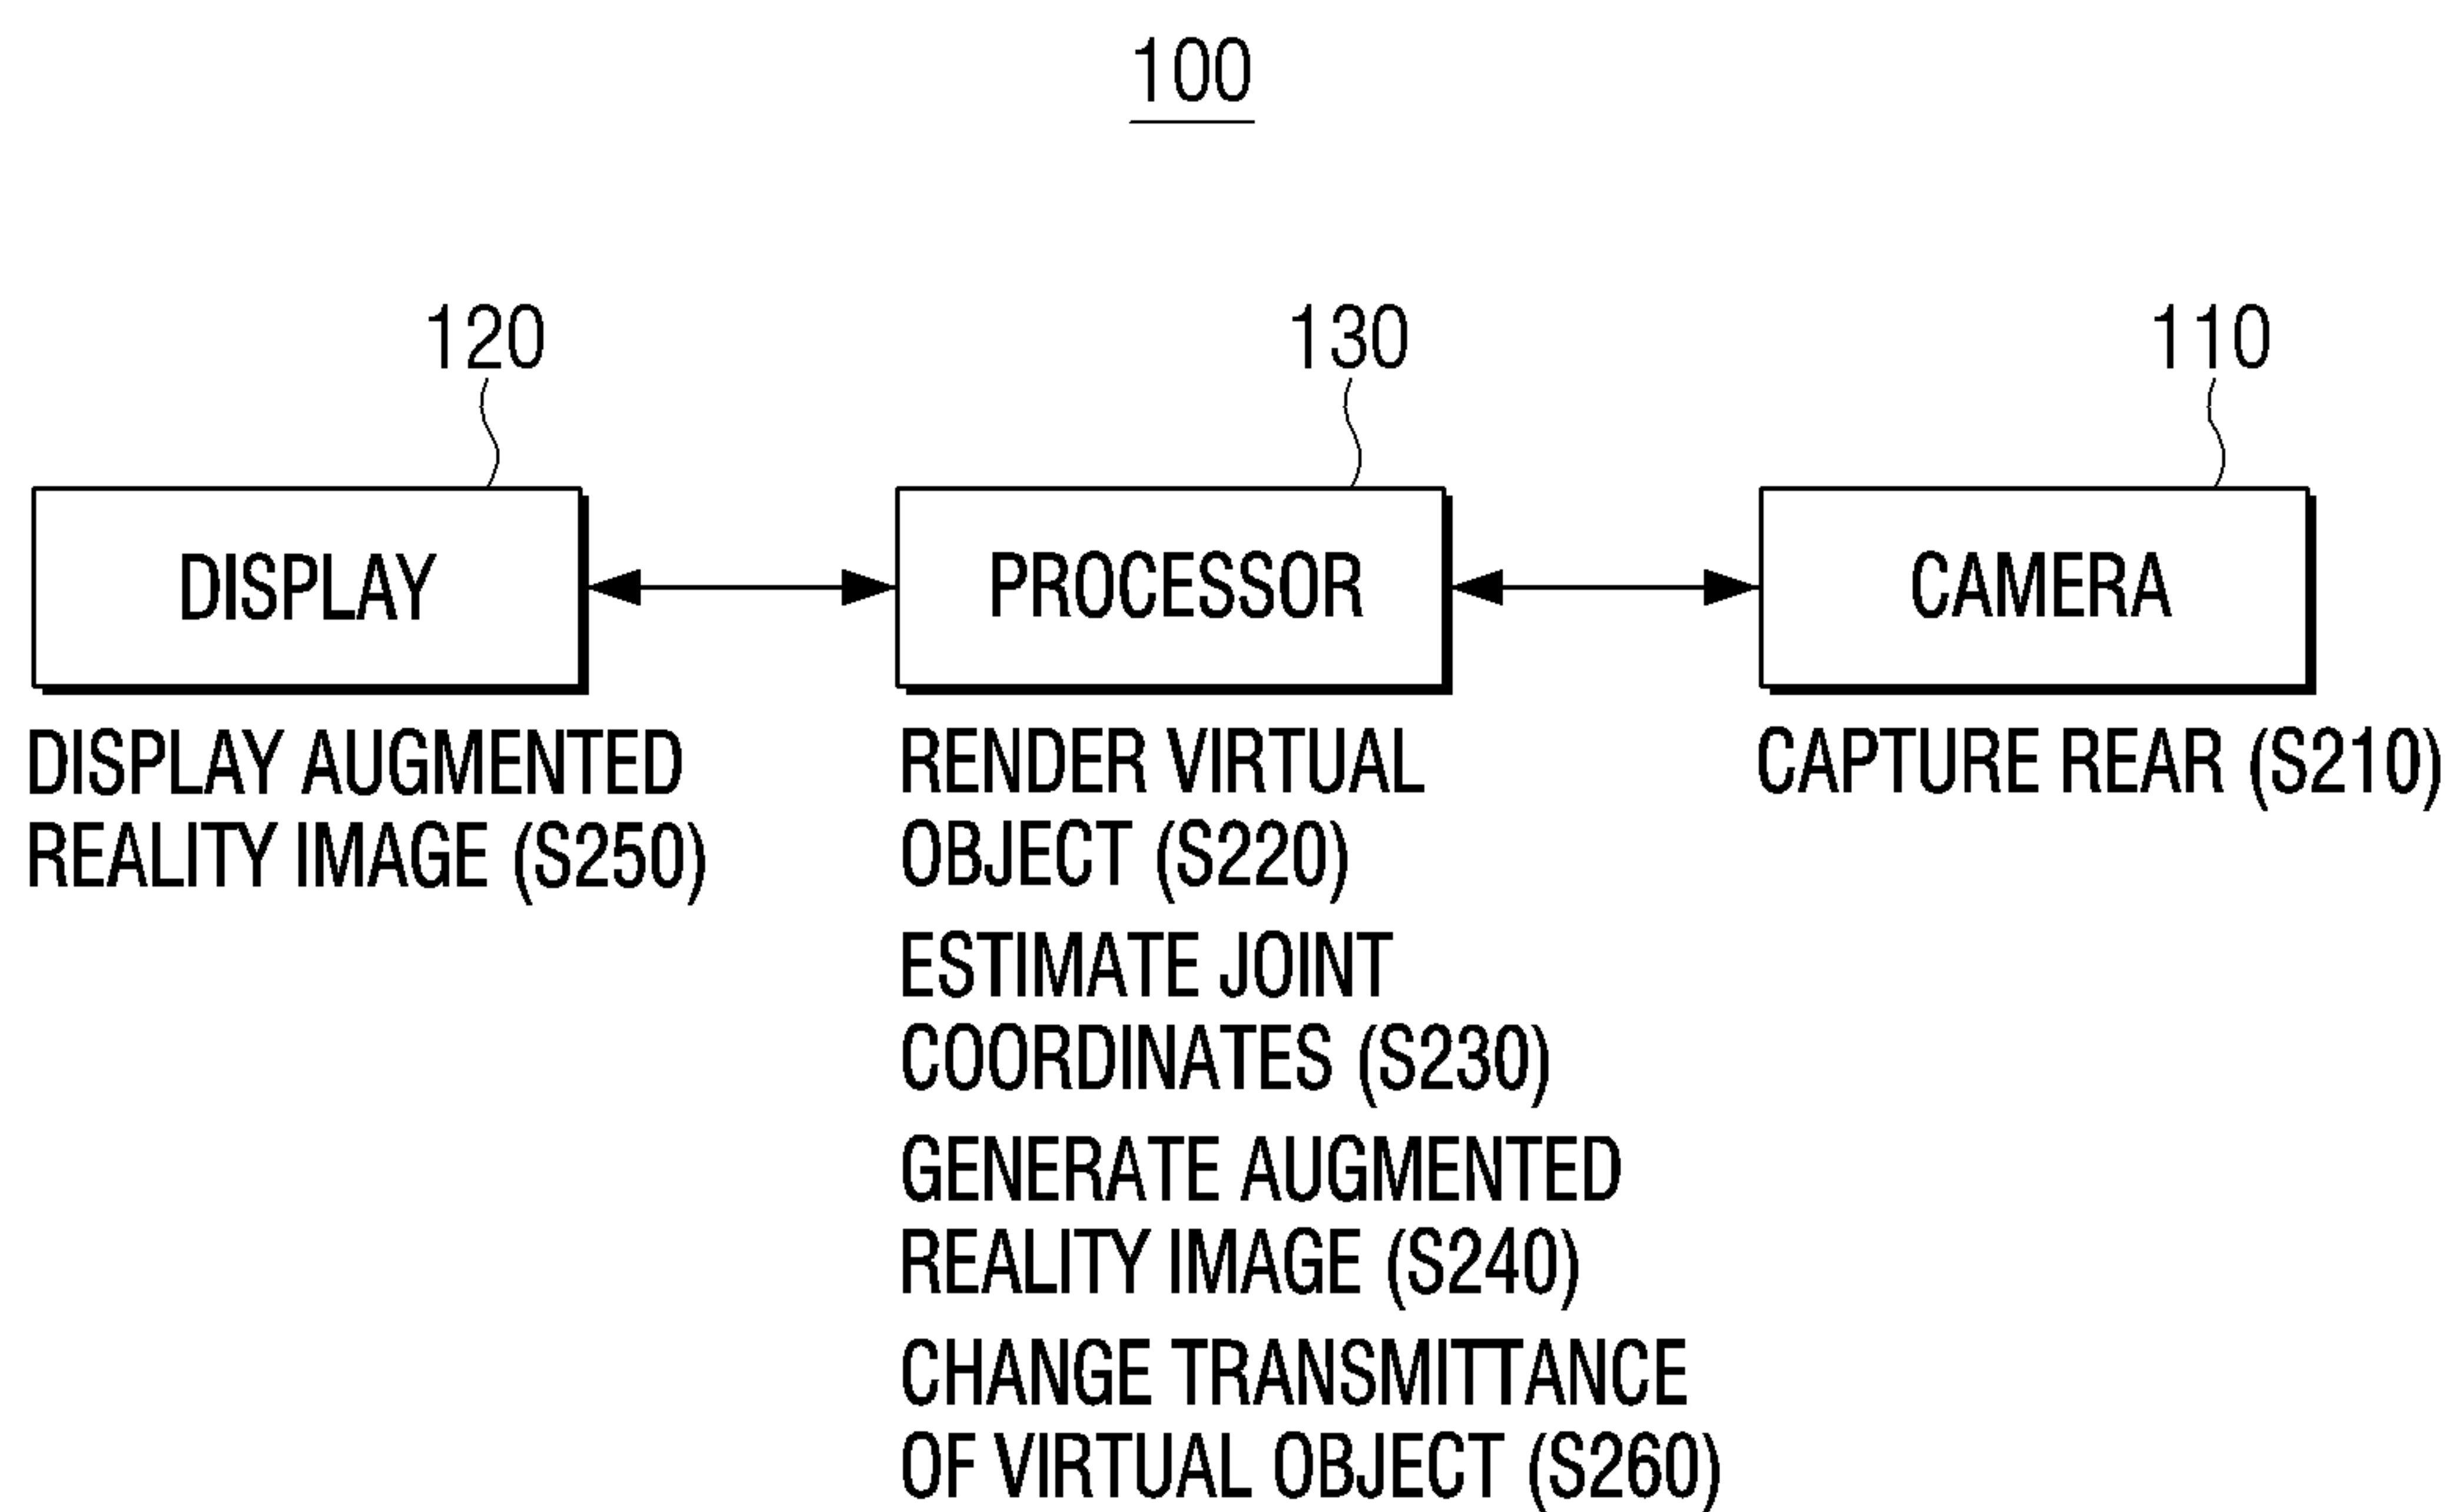 100
120
130
110
DISPLAY
PROCESSOR
CAMERA
DISPLAY AUGMENTED
REALITY IMAGE (S250)
RENDER VIRTUAL
OBJECT (S220)
ESTIMATE JOINT
COORDINATES (S230)
GENERATE AUGMENTED
REALITY IMAGE (S240)
CHANGE TRANSMITTANCE
OF VIRTUAL OBJECT (S260)
CAPTURE REAR (S210)